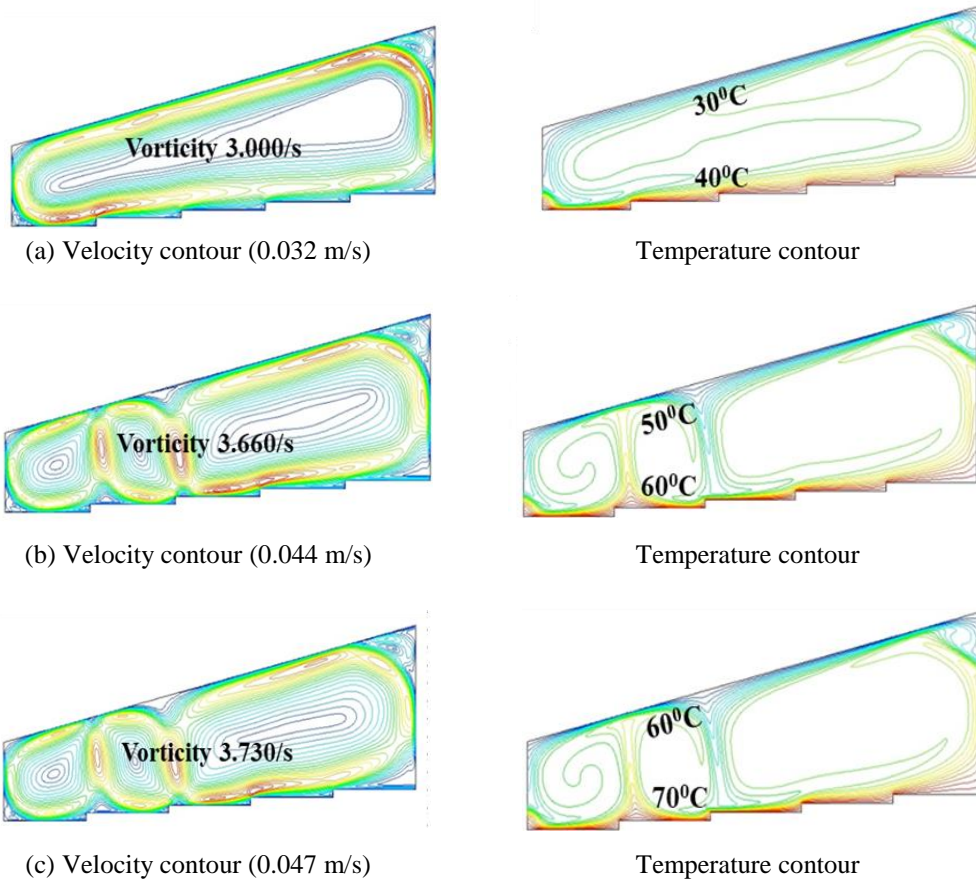 Vorticity 3.000/s
30⁰C
40⁰C
(a) Velocity contour (0.032 m/s)
Temperature contour
Vorticity 3.660/s
50⁰C
60⁰C
(b) Velocity contour (0.044 m/s)
Temperature contour
Vorticity 3.730/s
60⁰C
70⁰C
(c) Velocity contour (0.047 m/s)
Temperature contour